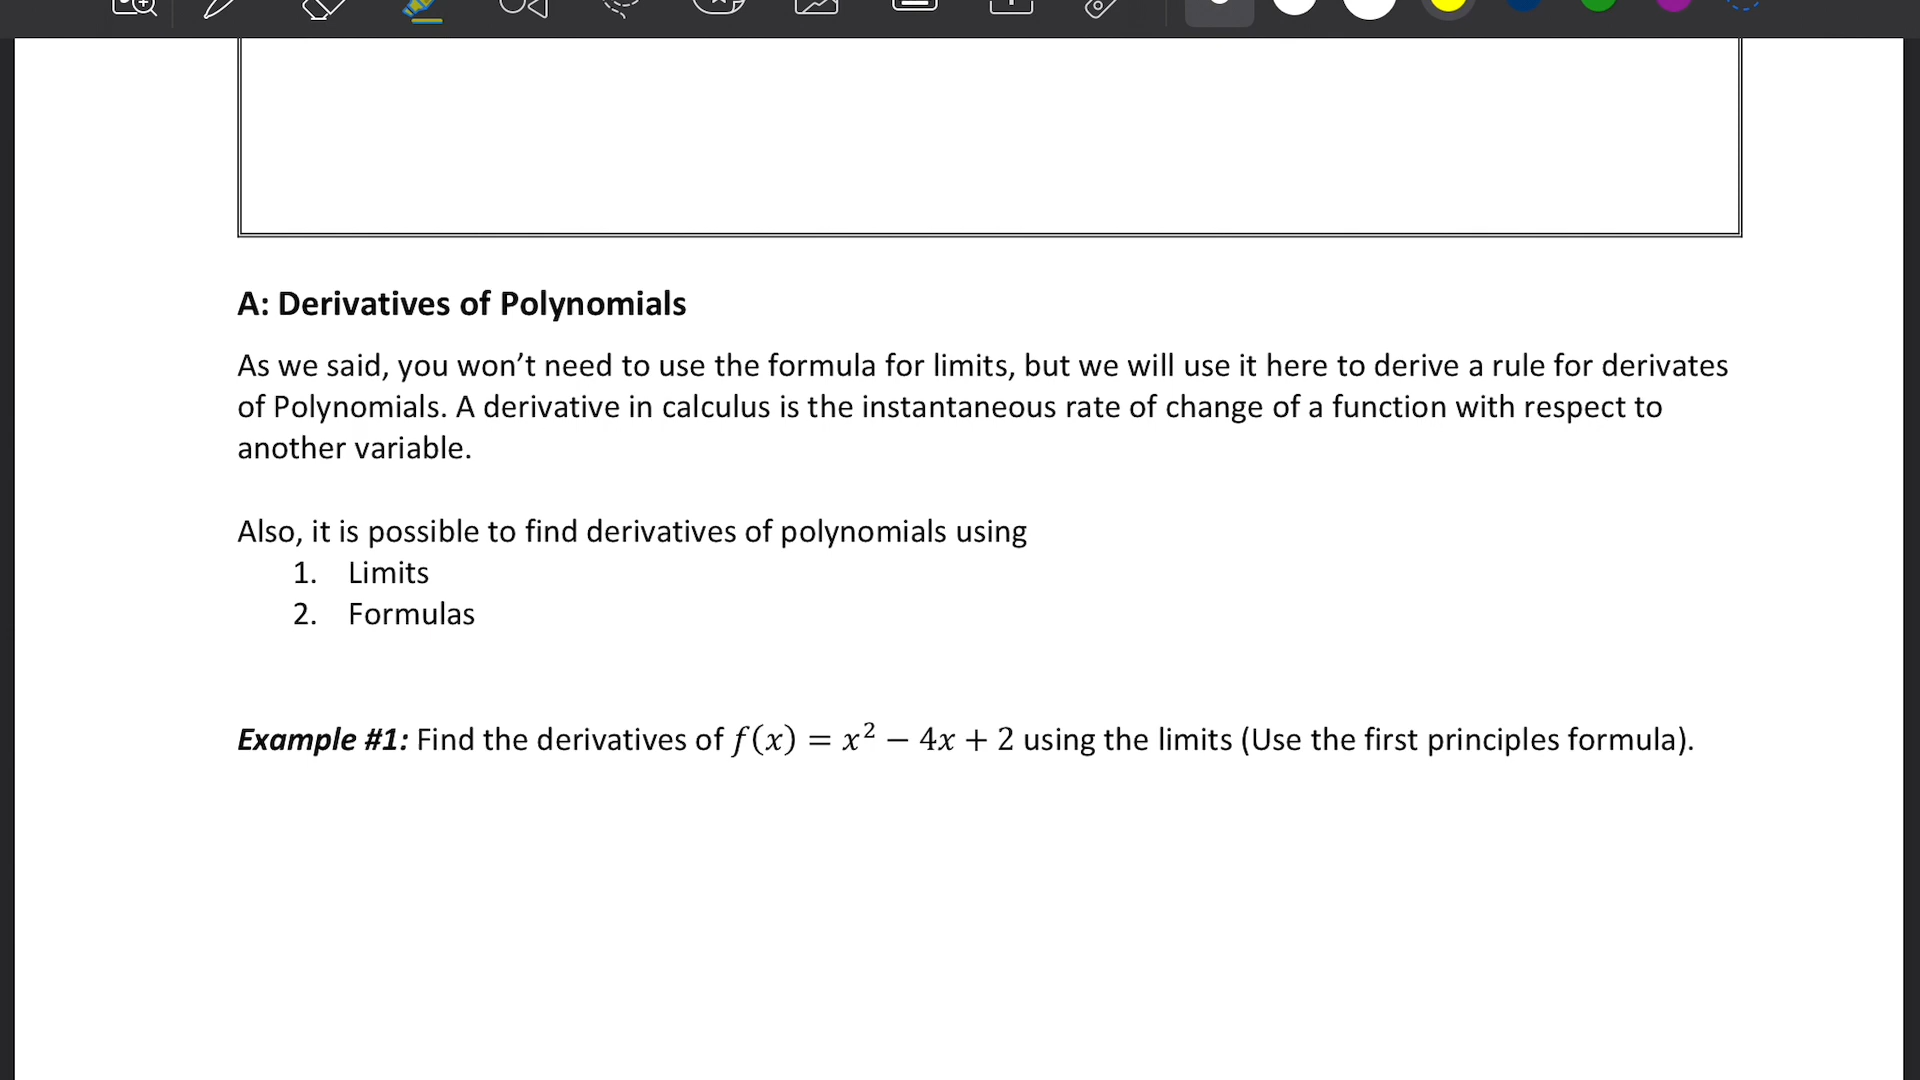 A: Derivatives of Polynomials
As we said, you won’t need to use the formula for limits, but we will use it here to derive a rule for derivates
of Polynomials. A derivative in calculus is the instantaneous rate of change of a function with respect to
another variable.
Also, it is possible to find derivatives of polynomials using
1. Limits
2. Formulas
Example #1: Find the derivatives of f(x) = x² − 4x + 2 using the limits (Use the first principles formula).